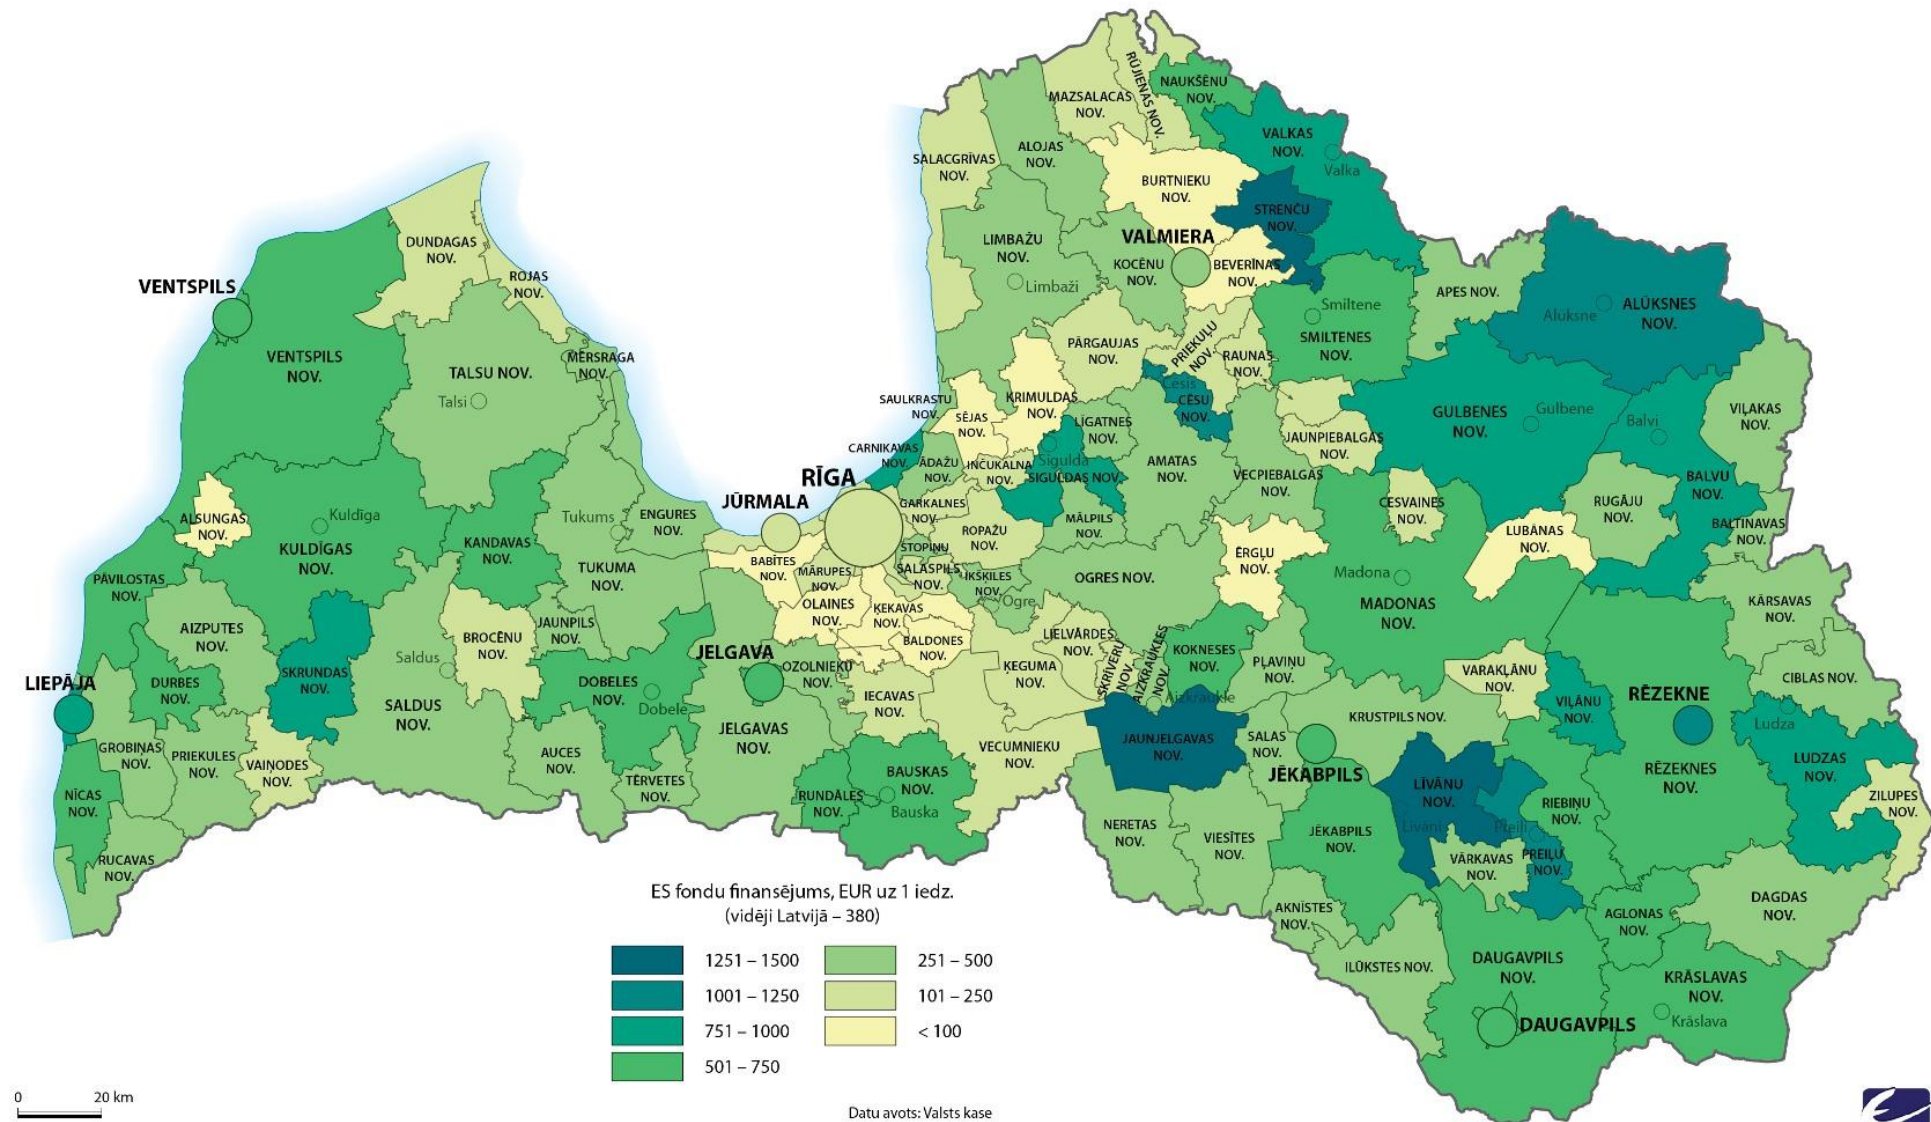 RŪJIENAS NOV.
NAUKŠĒNU
NOV.
MAZSALACAS
NOV.
VALKAS
NOV.
Valka
ALOJAS
NOV.
SALACGRĪVAS
NOV.
BURTNIEKU
NOV.
STRENČU
NOV.
DUNDAGAS
NOV.
LIMBAŽU
NOV.
VALMIERA
KOCĒNU
NOV.
BEVERĪNAS
NOV.
ROJAS
NOV.
VENTSPILS
Limbaži
APES NOV.
Smiltene
SMILTENES
NOV.
Alūksne
ALŪKSNES
NOV.
VENTSPILS
NOV.
TALSU NOV.
Talsi
MĒRSRAGA
NOV.
PĀRGAUJAS
NOV.
PRIEKUĻU
NOV.
RAUNAS
NOV.
Cēsis
CĒSU
NOV.
SAULKRASTU
NOV.
SĒJAS
NOV.
KRIMULDAS
NOV.
LĪGATNES
NOV.
GULBENES
NOV.
Gulbene
Balvi
VIĻAKAS
NOV.
JAUNPIEBALGAS
NOV.
CARNIKAVAS
NOV.
ĀDAŽU
NOV.
INČUKALNA
NOV.
Sigulda
SIGULDAS NOV.
AMATAS
NOV.
VECPIEBALGAS
NOV.
BALVU
NOV.
RĪGA
JŪRMALA
GARKALNES
NOV.
ROPAŽU
NOV.
MĀLPILS
NOV.
CESVAINES
NOV.
RUGĀJU
NOV.
BALTINAVAS
NOV.
LUBĀNAS
NOV.
ALSUNGAS
NOV.
Kuldīga
KULDĪGAS
NOV.
KANDAVAS
NOV.
Tukums
ENGURES
NOV.
TUKUMA
NOV.
BABĪTES
NOV.
MĀRUPES
NOV.
STOPIŅU
SALASPILS
NOV.
IKŠĶILES
NOV.
Ogre
OGRES NOV.
ĒRGĻU
NOV.
Madona
MADONAS
NOV.
KĀRSAVAS
NOV.
PĀVILOSTAS
NOV.
AIZPUTES
NOV.
BROCĒNU
NOV.
JAUNPILS
NOV.
OLAINES
NOV.
ĶEKAVAS
NOV.
BALDONES
NOV.
LIELVĀRDES
NOV.
SKRĪVERU
NOV.
AIZKRAUKLES
NOV.
Aizkraukle
KOKNESES
NOV.
PĻAVIŅU
NOV.
VARAKĻĀNU
NOV.
CIBLAS NOV.
LIEPĀJA
DURBES
NOV.
SKRUNDAS
NOV.
Saldus
SALDUS
NOV.
DOBELES
NOV.
Dobele
JELGAVA
OZOLNIEKU
NOV.
ĶEGUMA
NOV.
IECAVAS
NOV.
VIĻĀNU
NOV.
RĒZEKNE
Ludza
LUDZAS
NOV.
GROBIŅAS
NOV.
PRIEKULES
NOV.
VAIŅODES
NOV.
AUCES
NOV.
TĒRVETES
NOV.
JELGAVAS
NOV.
VECUMNIEKU
NOV.
JAUNJELGAVAS
NOV.
SALAS
NOV.
KRUSTPILS NOV.
JĒKABPILS
LĪVĀNU
NOV.
Līvāni
Preiļi
RIEBIŅU
NOV.
RĒZEKNES
NOV.
ZILUPES
NOV.
NĪCAS
NOV.
RUNDĀLES
NOV.
BAUSKAS
NOV.
Bauska
NERETAS
NOV.
VIESĪTES
NOV.
JĒKABPILS
NOV.
VĀRKAVAS
NOV.
PREIĻU
NOV.
RUCAVAS
NOV.
AKNĪSTES
NOV.
AGLONAS
NOV.
DAGDAS
NOV.
ILŪKSTES NOV.
DAUGAVPILS
NOV.
KRĀSLAVAS
NOV.
Krāslava
DAUGAVPILS
ES fondu finansējums, EUR uz 1 iedz.
(vidēji Latvijā – 380)
1251 – 1500
1001 – 1250
751 – 1000
501 – 750
251 – 500
101 – 250
< 100
0 20 km
Datu avots: Valsts kase